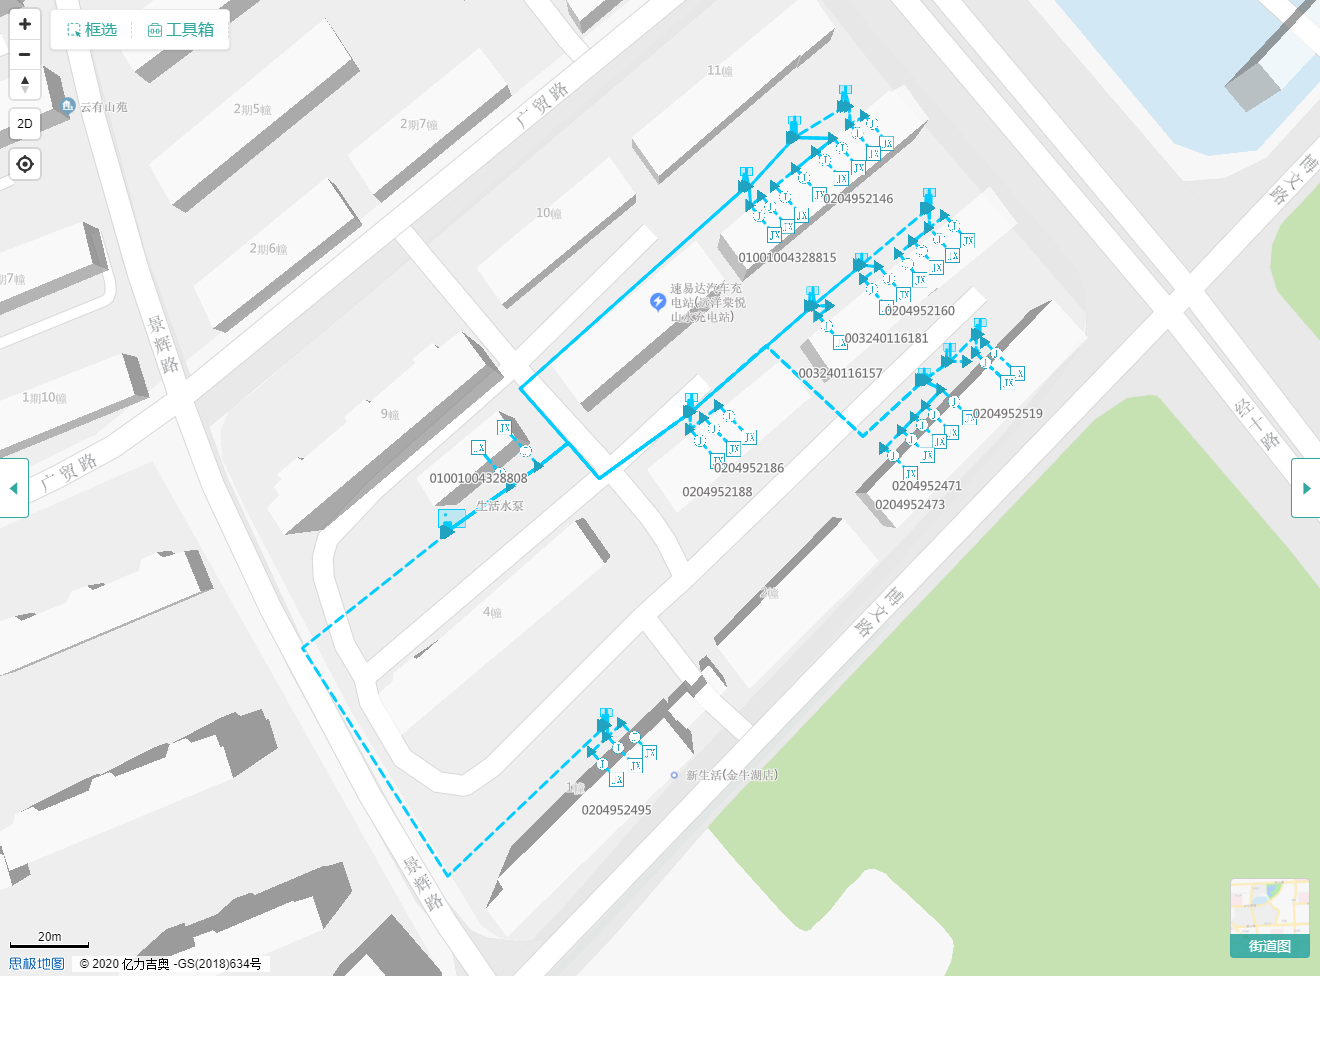 框选
工具箱
2D
云有山苑
2期5幢
2期7幢
11幢
广贸路
博文路
2期6幢
10幢
7幢
0204952146
01001004328815
速易达汽车充
电站(远洋棠悦
山水充电站)
0204952160
003240116181
003240116157
景辉路
1期10幢
9幢
0204952519
经十路
广贸路
01001004328808
生活水泵
0204952186
0204952188
0204952471
0204952473
4幢
博文路
新生活(金牛湖店)
1幢
0204952495
景辉路
20m
思极地图
© 2020 亿力吉奥 -GS(2018)634号
街道图